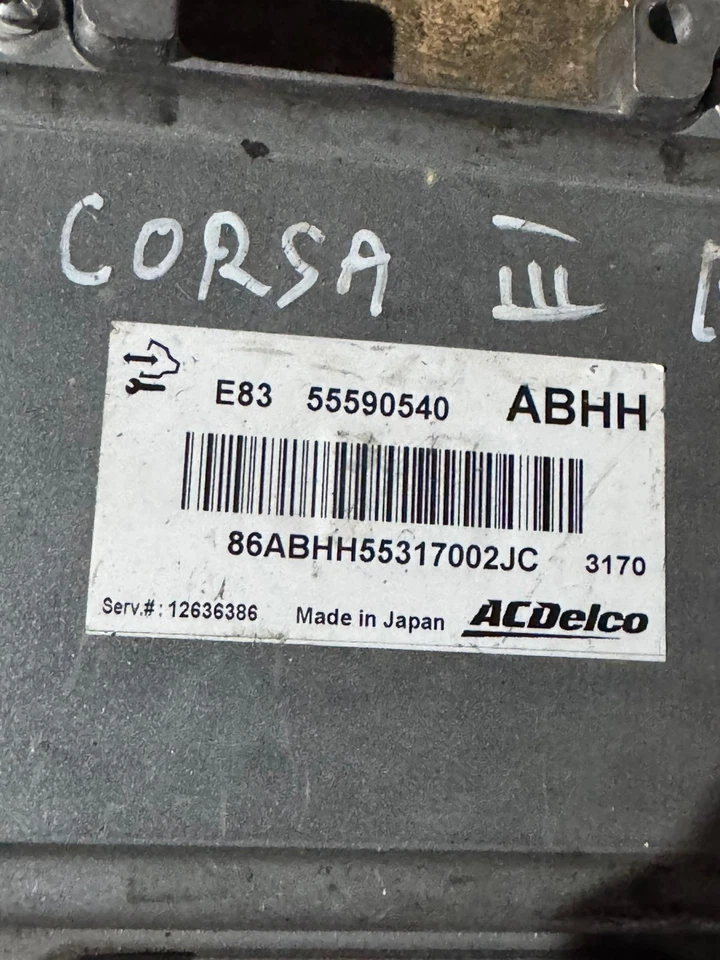 CORSA III
E83 55590540 ABHH
86ABHH55317002JC 3170
Serv.#: 12636386 Made in Japan ACDelco